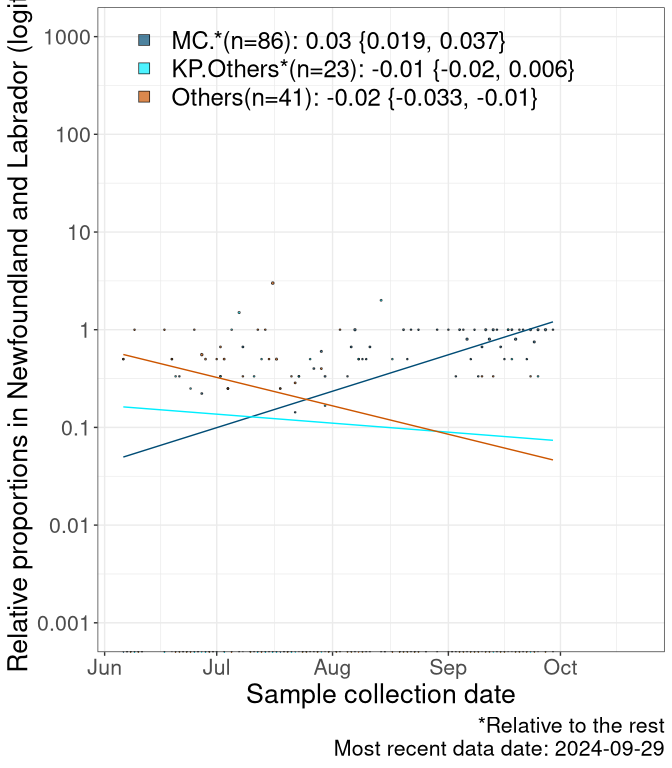 MC.*(n=86): 0.03 {0.019, 0.037}
KP.Others*(n=23): -0.01 {-0.02, 0.006}
Others(n=41): -0.02 {-0.033, -0.01}
Relative proportions in Newfoundland and Labrador
1000
100
10
1
0.1
0.01
0.001
Jun Jul Aug Sep Oct
Sample collection date
*Relative to the rest
Most recent data date: 2024-09-29